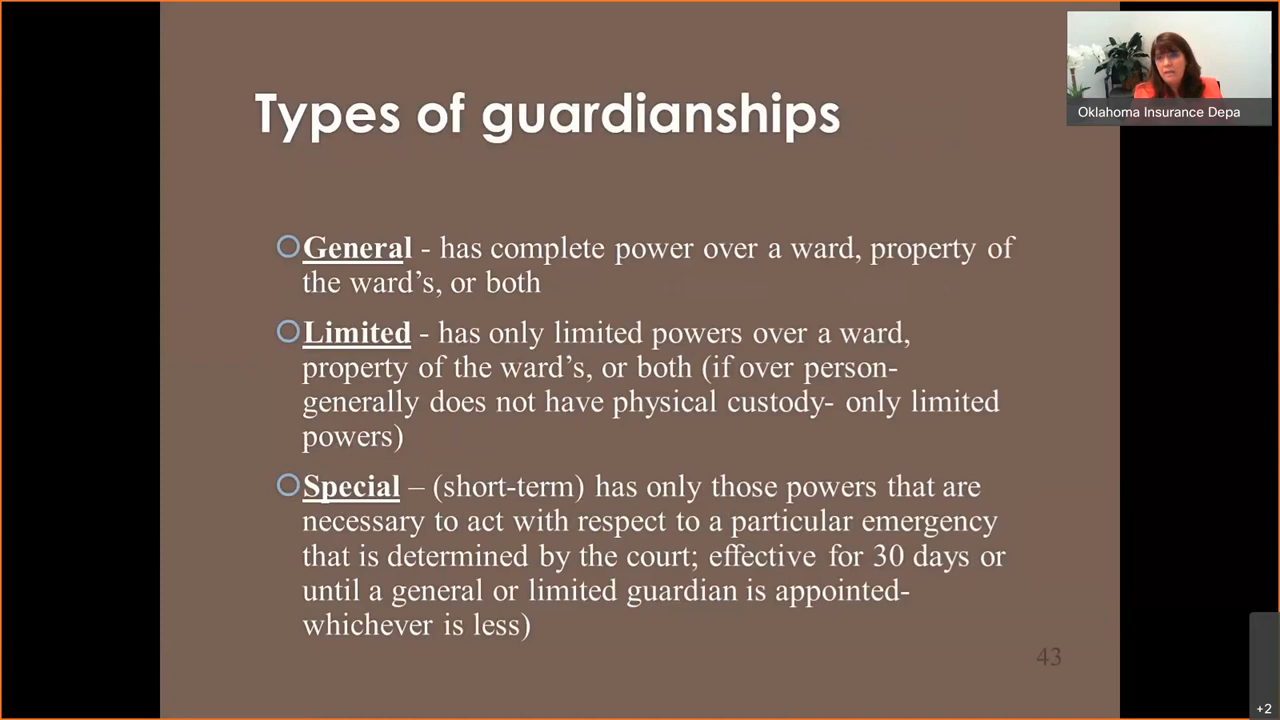 Types of guardianships
Oklahoma Insurance Depa
General - has complete power over a ward, property of
the ward's, or both
Limited - has only limited powers over a ward,
property of the ward's, or both (if over person-
generally does not have physical custody- only limited
powers)
Special – (short-term) has only those powers that are
necessary to act with respect to a particular emergency
that is determined by the court; effective for 30 days or
until a general or limited guardian is appointed-
whichever is less)
43
+2